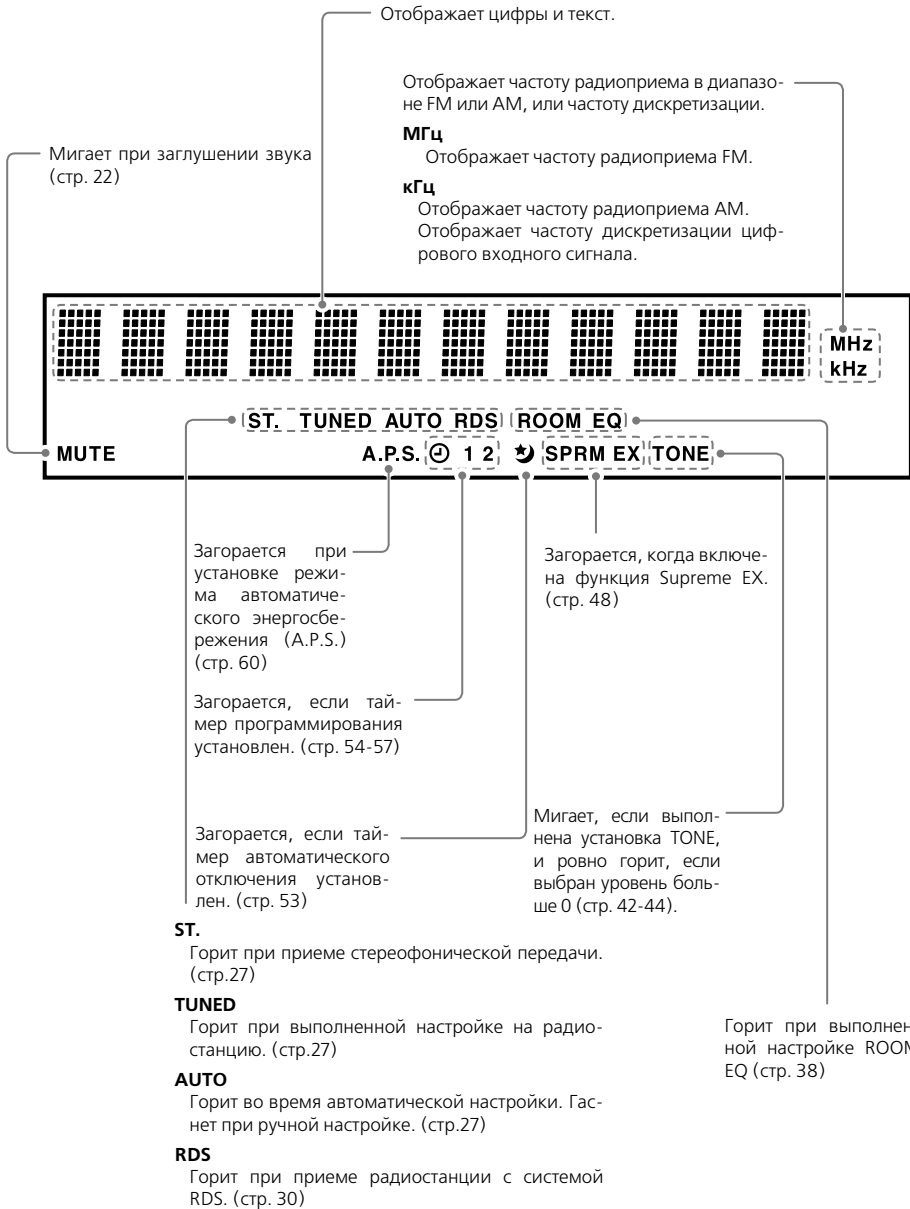 Отображает цифры и текст.
Отображает частоту радиоприема в диапазо-
не FM или AM, или частоту дискретизации.
МГц
Отображает частоту радиоприема FM.
кГц
Отображает частоту радиоприема AM.
Отображает частоту дискретизации циф-
рового входного сигнала.
Мигает при заглушении звука
(стр. 22)
MHz
kHz
ST. TUNED AUTO RDS ROOM EQ
MUTE A.P.S. 1 2 SPRM EX TONE
Загорается при
установке режи-
ма автоматиче-
ского энергосбе-
режения (A.P.S.)
(стр. 60)
Загорается, когда включе-
на функция Supreme EX.
(стр. 48)
Загорается, если тай-
мер программирования
установлен. (стр. 54-57)
Загорается, если тай-
мер автоматического
отключения установ-
лен. (стр. 53)
Мигает, если выпол-
нена установка TONE,
и ровно горит, если
выбран уровень боль-
ше 0 (стр. 42-44).
ST.
Горит при приеме стереофонической передачи.
(стр.27)
TUNED
Горит при выполненной настройке на радио-
станцию. (стр.27)
AUTO
Горит во время автоматической настройки. Гас-
нет при ручной настройке. (стр.27)
RDS
Горит при приеме радиостанции с системой
RDS. (стр. 30)
Горит при выполнен
ной настройке ROOM
EQ (стр. 38)